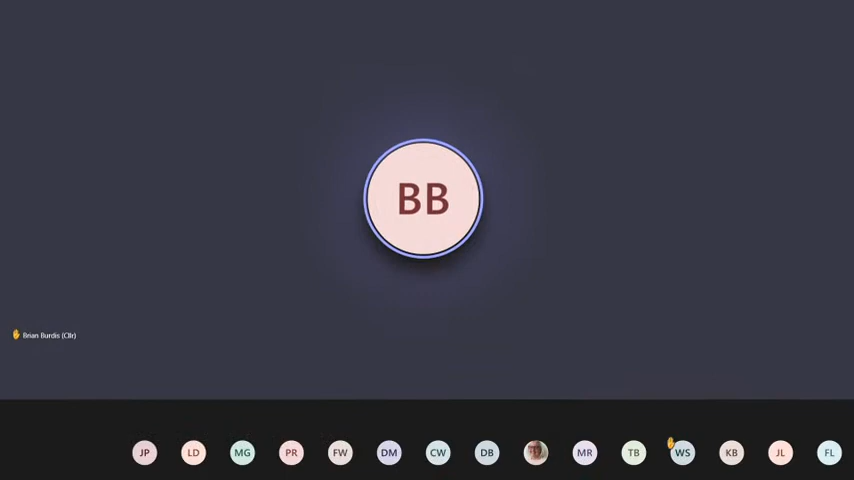 BB
Brian Burdis (Cllr)
JP LD MG PR FW DM CW DB MR TB WS KB JL FL